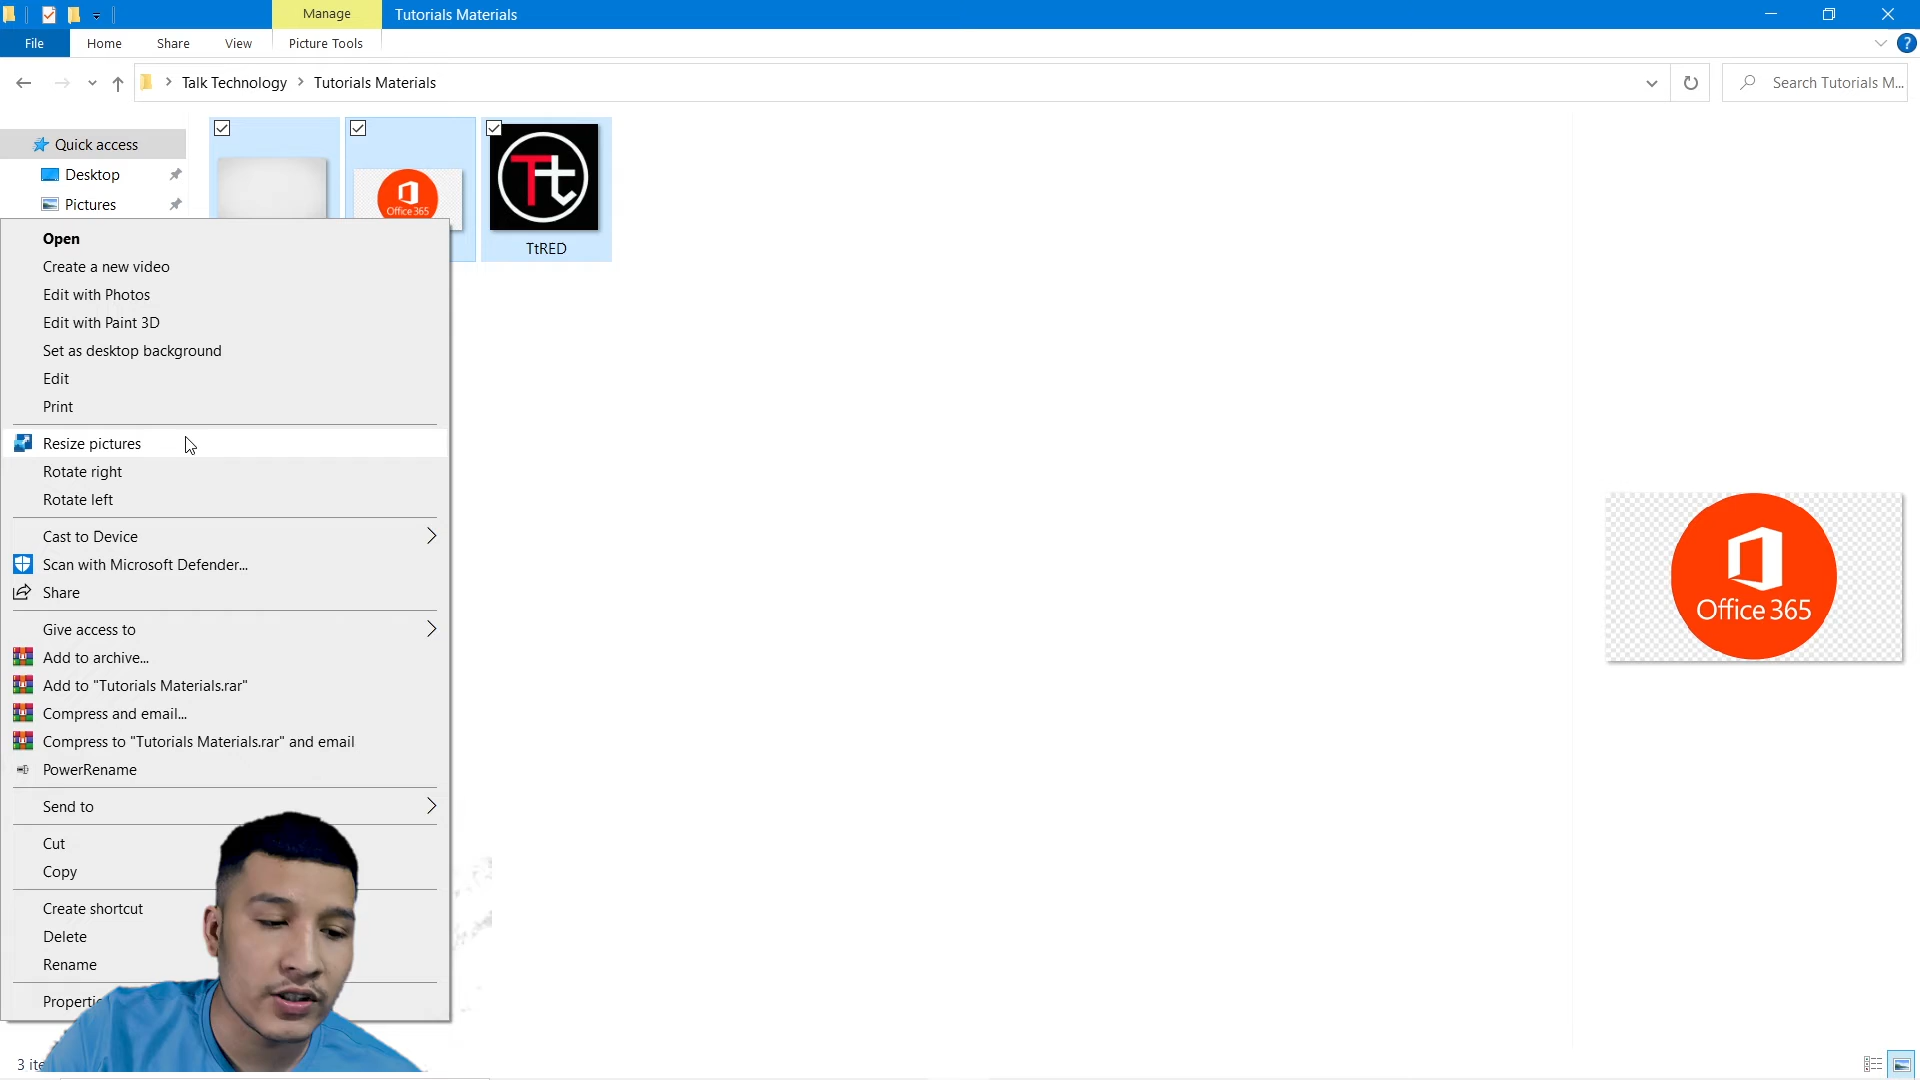 Manage
Tutorials Materials
File
Home
Share
View
Picture Tools
?
Talk Technology
Tutorials Materials
Search Tutorials M...
Quick access
Desktop
Pictures
Office 365
Tt
TtRED
Open
Create a new video
Edit with Photos
Edit with Paint 3D
Set as desktop background
Edit
Print
Resize pictures
Rotate right
Rotate left
Cast to Device
Scan with Microsoft Defender...
Share
Give access to
Add to archive...
Add to "Tutorials Materials.rar"
Compress and email...
Compress to "Tutorials Materials.rar" and email
PowerRename
Send to
Cut
Copy
Create shortcut
Delete
Rename
Office 365
3